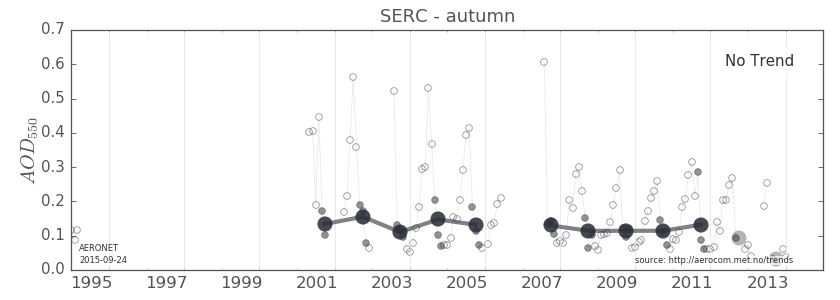 SERC - autumn
0.7
0.6
0.5
0.4
0.3
0.2
0.1
0.0
AOD550
No Trend
AERONET
2015-09-24
source: http://aerocom.met.no/trends
1995 1997 1999 2001 2003 2005 2007 2009 2011 2013